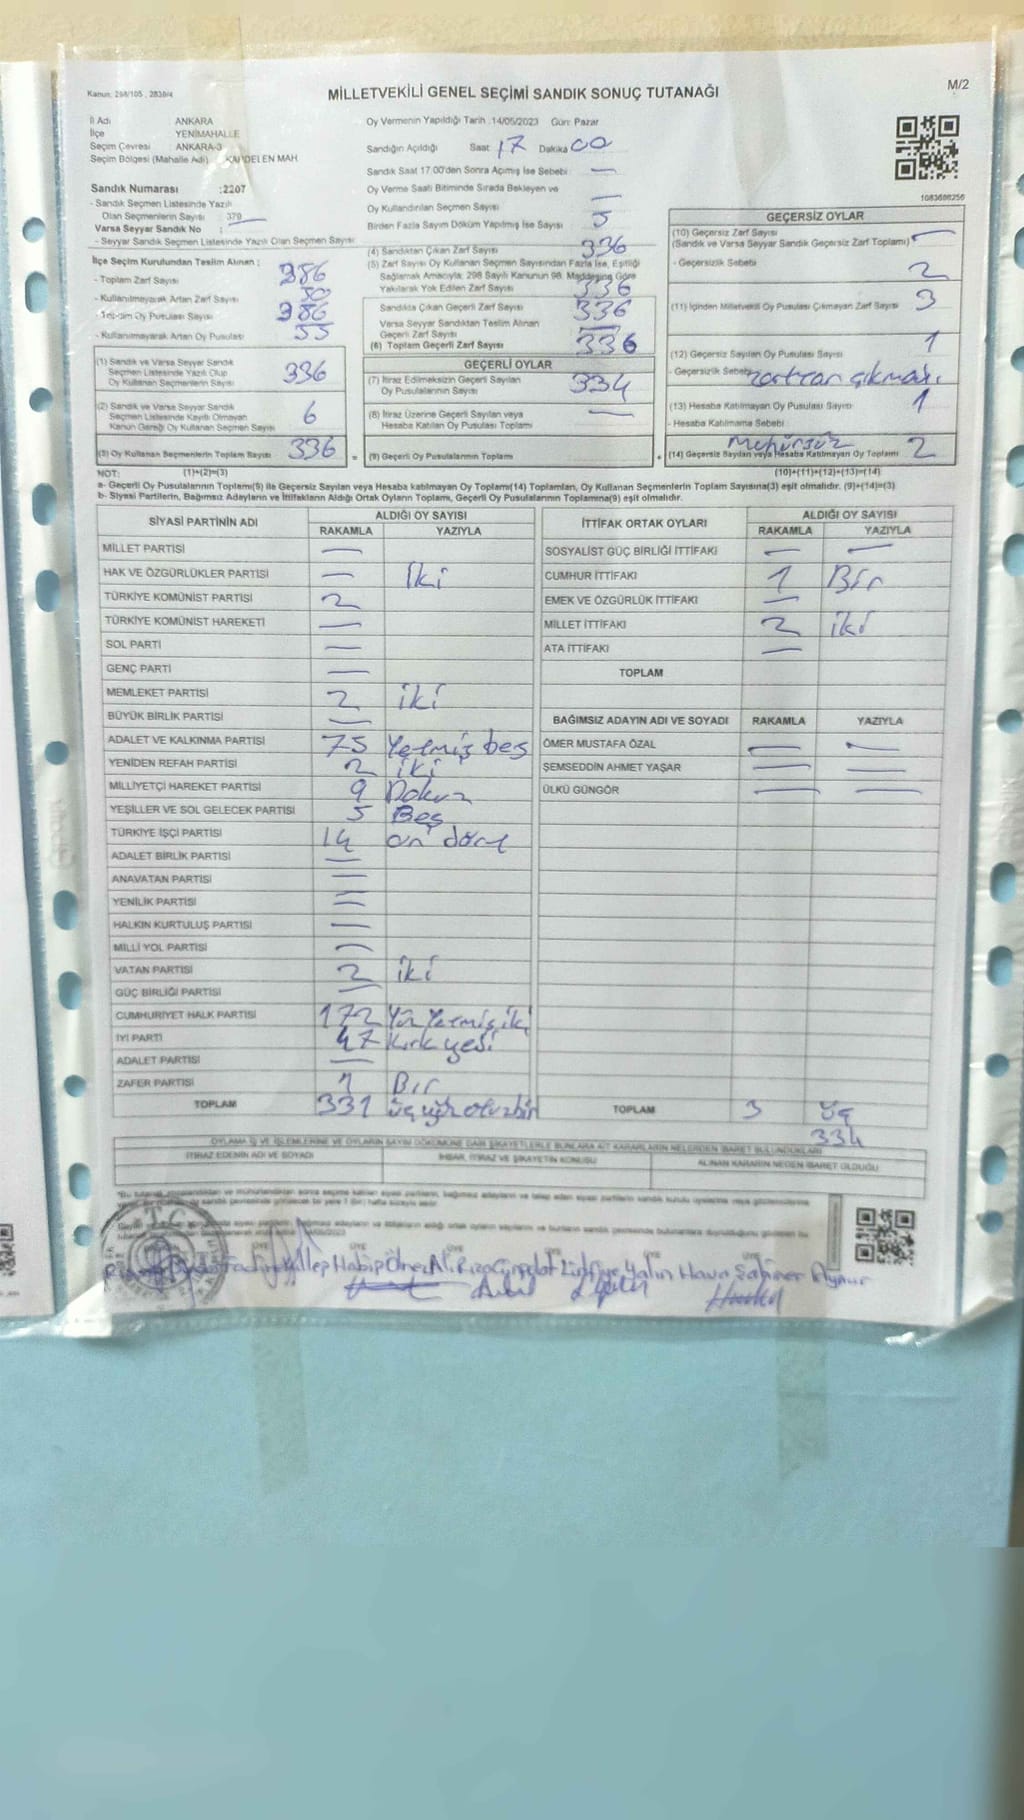 Kanun: 298/105 , 2839/4
MİLLETVEKİLİ GENEL SEÇİMİ SANDIK SONUÇ TUTANAĞI
M/2
İl Adı ANKARA
İlçe YENİMAHALLE
Seçim Çevresi : ANKARA-3
Seçim Bölgesi (Mahalle Adı) : KARDELEN MAH.
Sandık Numarası :2207
- Sandık Seçmen Listesinde Yazılı
Olan Seçmenlerin Sayısı : 379
Varsa Seyyar Sandık No :
- Seyyar Sandık Seçmen Listesinde Yazılı Olan Seçmen Sayısı:
İlçe Seçim Kurulundan Teslim Alınan ;
- Toplam Zarf Sayısı 386
- Kullanılmayarak Artan Zarf Sayısı 50
- Toplam Oy Pusulası Sayısı 386
- Kullanılmayarak Artan Oy Pusulası 55
(1) Sandık ve Varsa Seyyar Sandık
Seçmen Listesinde Yazılı Olup
Oy Kullanan Seçmenlerin Sayısı 336
(2) Sandık ve Varsa Seyyar Sandık
Seçmen Listesinde Kayıtlı Olmayan
Kanun Gereği Oy Kullanan Seçmen Sayısı 6
(3) Oy Kullanan Seçmenlerin Toplam Sayısı 336 =
Oy Vermenin Yapıldığı Tarih :14/05/2023 Gün: Pazar
Sandığın Açıldığı Saat 17 Dakika 00
Sandık Saat 17.00'den Sonra Açılmış İse Sebebi : —
Oy Verme Saati Bitiminde Sırada Bekleyen ve
Oy Kullandırılan Seçmen Sayısı —
Birden Fazla Sayım Döküm Yapılmış İse Sayısı 5
(4) Sandıktan Çıkan Zarf Sayısı 336
(5) Zarf Sayısı Oy Kullanan Seçmen Sayısından Fazla İse, Eşitliği
Sağlamak Amacıyla; 298 Sayılı Kanunun 98. Maddesine Göre
Yakılarak Yok Edilen Zarf Sayısı 336
Sandıkta Çıkan Geçerli Zarf Sayısı 336
Varsa Seyyar Sandıktan Teslim Alınan
Geçerli Zarf Sayısı —
(6) Toplam Geçerli Zarf Sayısı 336
GEÇERLİ OYLAR
(7) İtiraz Edilmeksizin Geçerli Sayılan
Oy Pusulalarının Sayısı 334
(8) İtiraz Üzerine Geçerli Sayılan veya
Hesaba Katılan Oy Pusulası Toplamı —
(9) Geçerli Oy Pusulalarının Toplamı +
1083688256
GEÇERSİZ OYLAR
(10) Geçersiz Zarf Sayısı
(Sandık ve Varsa Seyyar Sandık Geçersiz Zarf Toplamı) —
- Geçersizlik Sebebi 2
(11) İçinden Milletvekili Oy Pusulası Çıkmayan Zarf Sayısı 3
(12) Geçersiz Sayılan Oy Pusulası Sayısı 1
- Geçersizlik Sebebi zarftan çıkması
(13) Hesaba Katılmayan Oy Pusulası Sayısı 1
- Hesaba Katılmama Sebebi
Mühürsüz
(14) Geçersiz Sayılan veya Hesaba Katılmayan Oy Toplamı 2
NOT: (1)+(2)=(3) (10)+(11)+(12)+(13)=(14)
a- Geçerli Oy Pusulalarının Toplamı(9) ile Geçersiz Sayılan veya Hesaba katılmayan Oy Toplam(14) Toplamları, Oy Kullanan Seçmenlerin Toplam Sayısına(3) eşit olmalıdır. (9)+(14)=(3)
b- Siyasi Partilerin, Bağımsız Adayların ve İttifakların Aldığı Ortak Oyların Toplamı, Geçerli Oy Pusulalarının Toplamına(9) eşit olmalıdır.
SİYASİ PARTİNİN ADI ALDIĞI OY SAYISI
RAKAMLA YAZIYLA
MİLLET PARTİSİ —
HAK VE ÖZGÜRLÜKLER PARTİSİ — İki
TÜRKİYE KOMÜNİST PARTİSİ 2
TÜRKİYE KOMÜNİST HAREKETİ —
SOL PARTİ —
GENÇ PARTİ —
MEMLEKET PARTİSİ 2 iki
BÜYÜK BİRLİK PARTİSİ —
ADALET VE KALKINMA PARTİSİ 75 Yetmiş beş
YENİDEN REFAH PARTİSİ 2 iki
MİLLİYETÇİ HAREKET PARTİSİ 9 Dokuz
YEŞİLLER VE SOL GELECEK PARTİSİ 5 Beş
TÜRKİYE İŞÇİ PARTİSİ 14 on dört
ADALET BİRLİK PARTİSİ —
ANAVATAN PARTİSİ —
YENİLİK PARTİSİ —
HALKIN KURTULUŞ PARTİSİ —
MİLLİ YOL PARTİSİ —
VATAN PARTİSİ 2 iki
GÜÇ BİRLİĞİ PARTİSİ —
CUMHURİYET HALK PARTİSİ 172 Yüz Yetmiş iki
İYİ PARTİ 47 Kırk yedi
ADALET PARTİSİ —
ZAFER PARTİSİ 1 Bir
TOPLAM 331 üç yüz otuz bir
İTTİFAK ORTAK OYLARI ALDIĞI OY SAYISI
RAKAMLA YAZIYLA
SOSYALİST GÜÇ BİRLİĞİ İTTİFAKI — —
CUMHUR İTTİFAKI 1 Bir
EMEK VE ÖZGÜRLÜK İTTİFAKI —
MİLLET İTTİFAKI 2 iki
ATA İTTİFAKI —
TOPLAM
BAĞIMSIZ ADAYIN ADI VE SOYADI RAKAMLA YAZIYLA
ÖMER MUSTAFA ÖZAL — —
ŞEMSEDDİN AHMET YAŞAR — —
ÜLKÜ GÜNGÖR — —
TOPLAM 3 üç
334
OYLAMA İŞ VE İŞLEMLERİNE VE OYLARIN SAYIM DÖKÜMÜNE DAİR ŞİKAYETLERLE BUNLARA AİT KARARLARIN NELERDEN İBARET BULUNDUKLARI
İTİRAZ EDENİN ADI VE SOYADI İHBAR, İTİRAZ VE ŞİKAYETİN KONUSU ALINAN KARARIN NEDEN İBARET OLDUĞU
T.C.
ÜYE ÜYE ÜYE ÜYE
Habip Öner Ali Rıza Lütfiye Yalın Hava Aynur